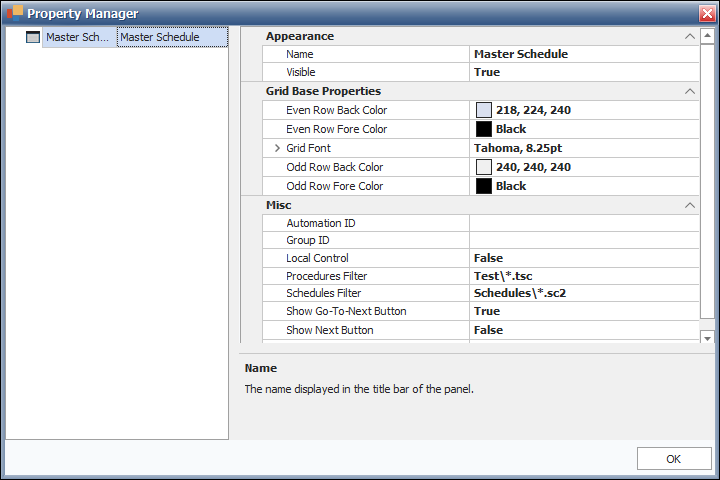 Property Manager
Master Sch... Master Schedule
Appearance
Name Master Schedule
Visible True
Grid Base Properties
Even Row Back Color 218, 224, 240
Even Row Fore Color Black
Grid Font Tahoma, 8.25pt
Odd Row Back Color 240, 240, 240
Odd Row Fore Color Black
Misc
Automation ID
Group ID
Local Control False
Procedures Filter Test\*.tsc
Schedules Filter Schedules\*.sc2
Show Go-To-Next Button True
Show Next Button False
Name
The name displayed in the title bar of the panel.
OK